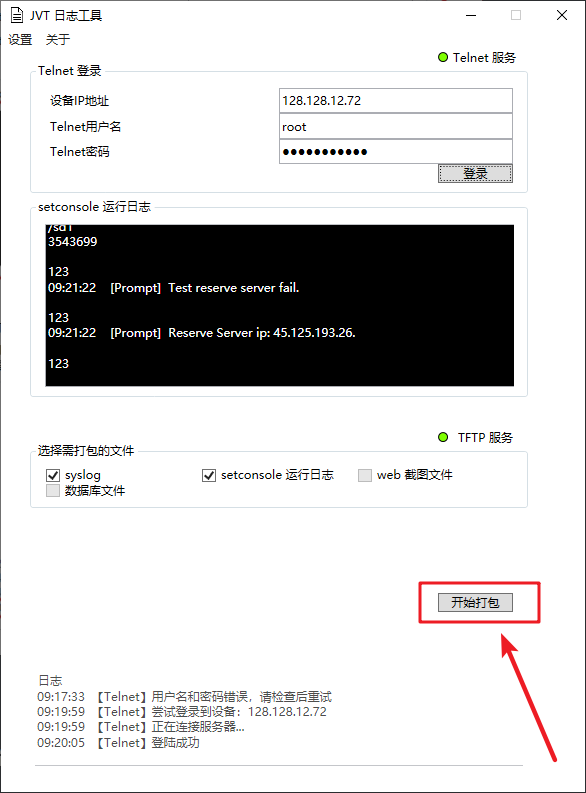 JVT 日志工具
设置 关于
Telnet 服务
Telnet 登录
设备IP地址 128.128.12.72
Telnet用户名 root
Telnet密码 ●●●●●●●●●●●
登录
setconsole 运行日志
/sd1
3543699
123
09:21:22 [Prompt] Test reserve server fail.
123
09:21:22 [Prompt] Reserve Server ip: 45.125.193.26.
123
TFTP 服务
选择需打包的文件
syslog setconsole 运行日志 web 截图文件
数据库文件
开始打包
日志
09:17:33 【Telnet】用户名和密码错误，请检查后重试
09:19:59 【Telnet】尝试登录到设备：128.128.12.72
09:19:59 【Telnet】正在连接服务器...
09:20:05 【Telnet】登陆成功